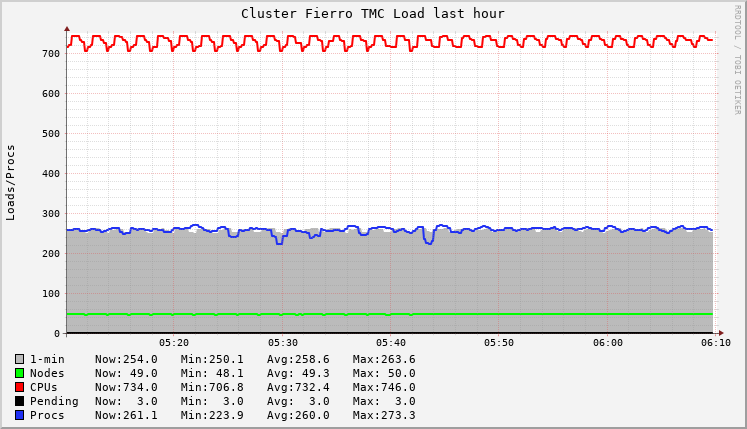 Cluster Fierro TMC Load last hour
RRDTOOL / TOBI OETIKER
Loads/Procs
700
600
500
400
300
200
100
0
05:20 05:30 05:40 05:50 06:00 06:10
1-min Now:254.0 Min:250.1 Avg:258.6 Max:263.6
Nodes Now: 49.0 Min: 48.1 Avg: 49.3 Max: 50.0
CPUs Now:734.0 Min:706.8 Avg:732.4 Max:746.0
Pending Now: 3.0 Min: 3.0 Avg: 3.0 Max: 3.0
Procs Now:261.1 Min:223.9 Avg:260.0 Max:273.3